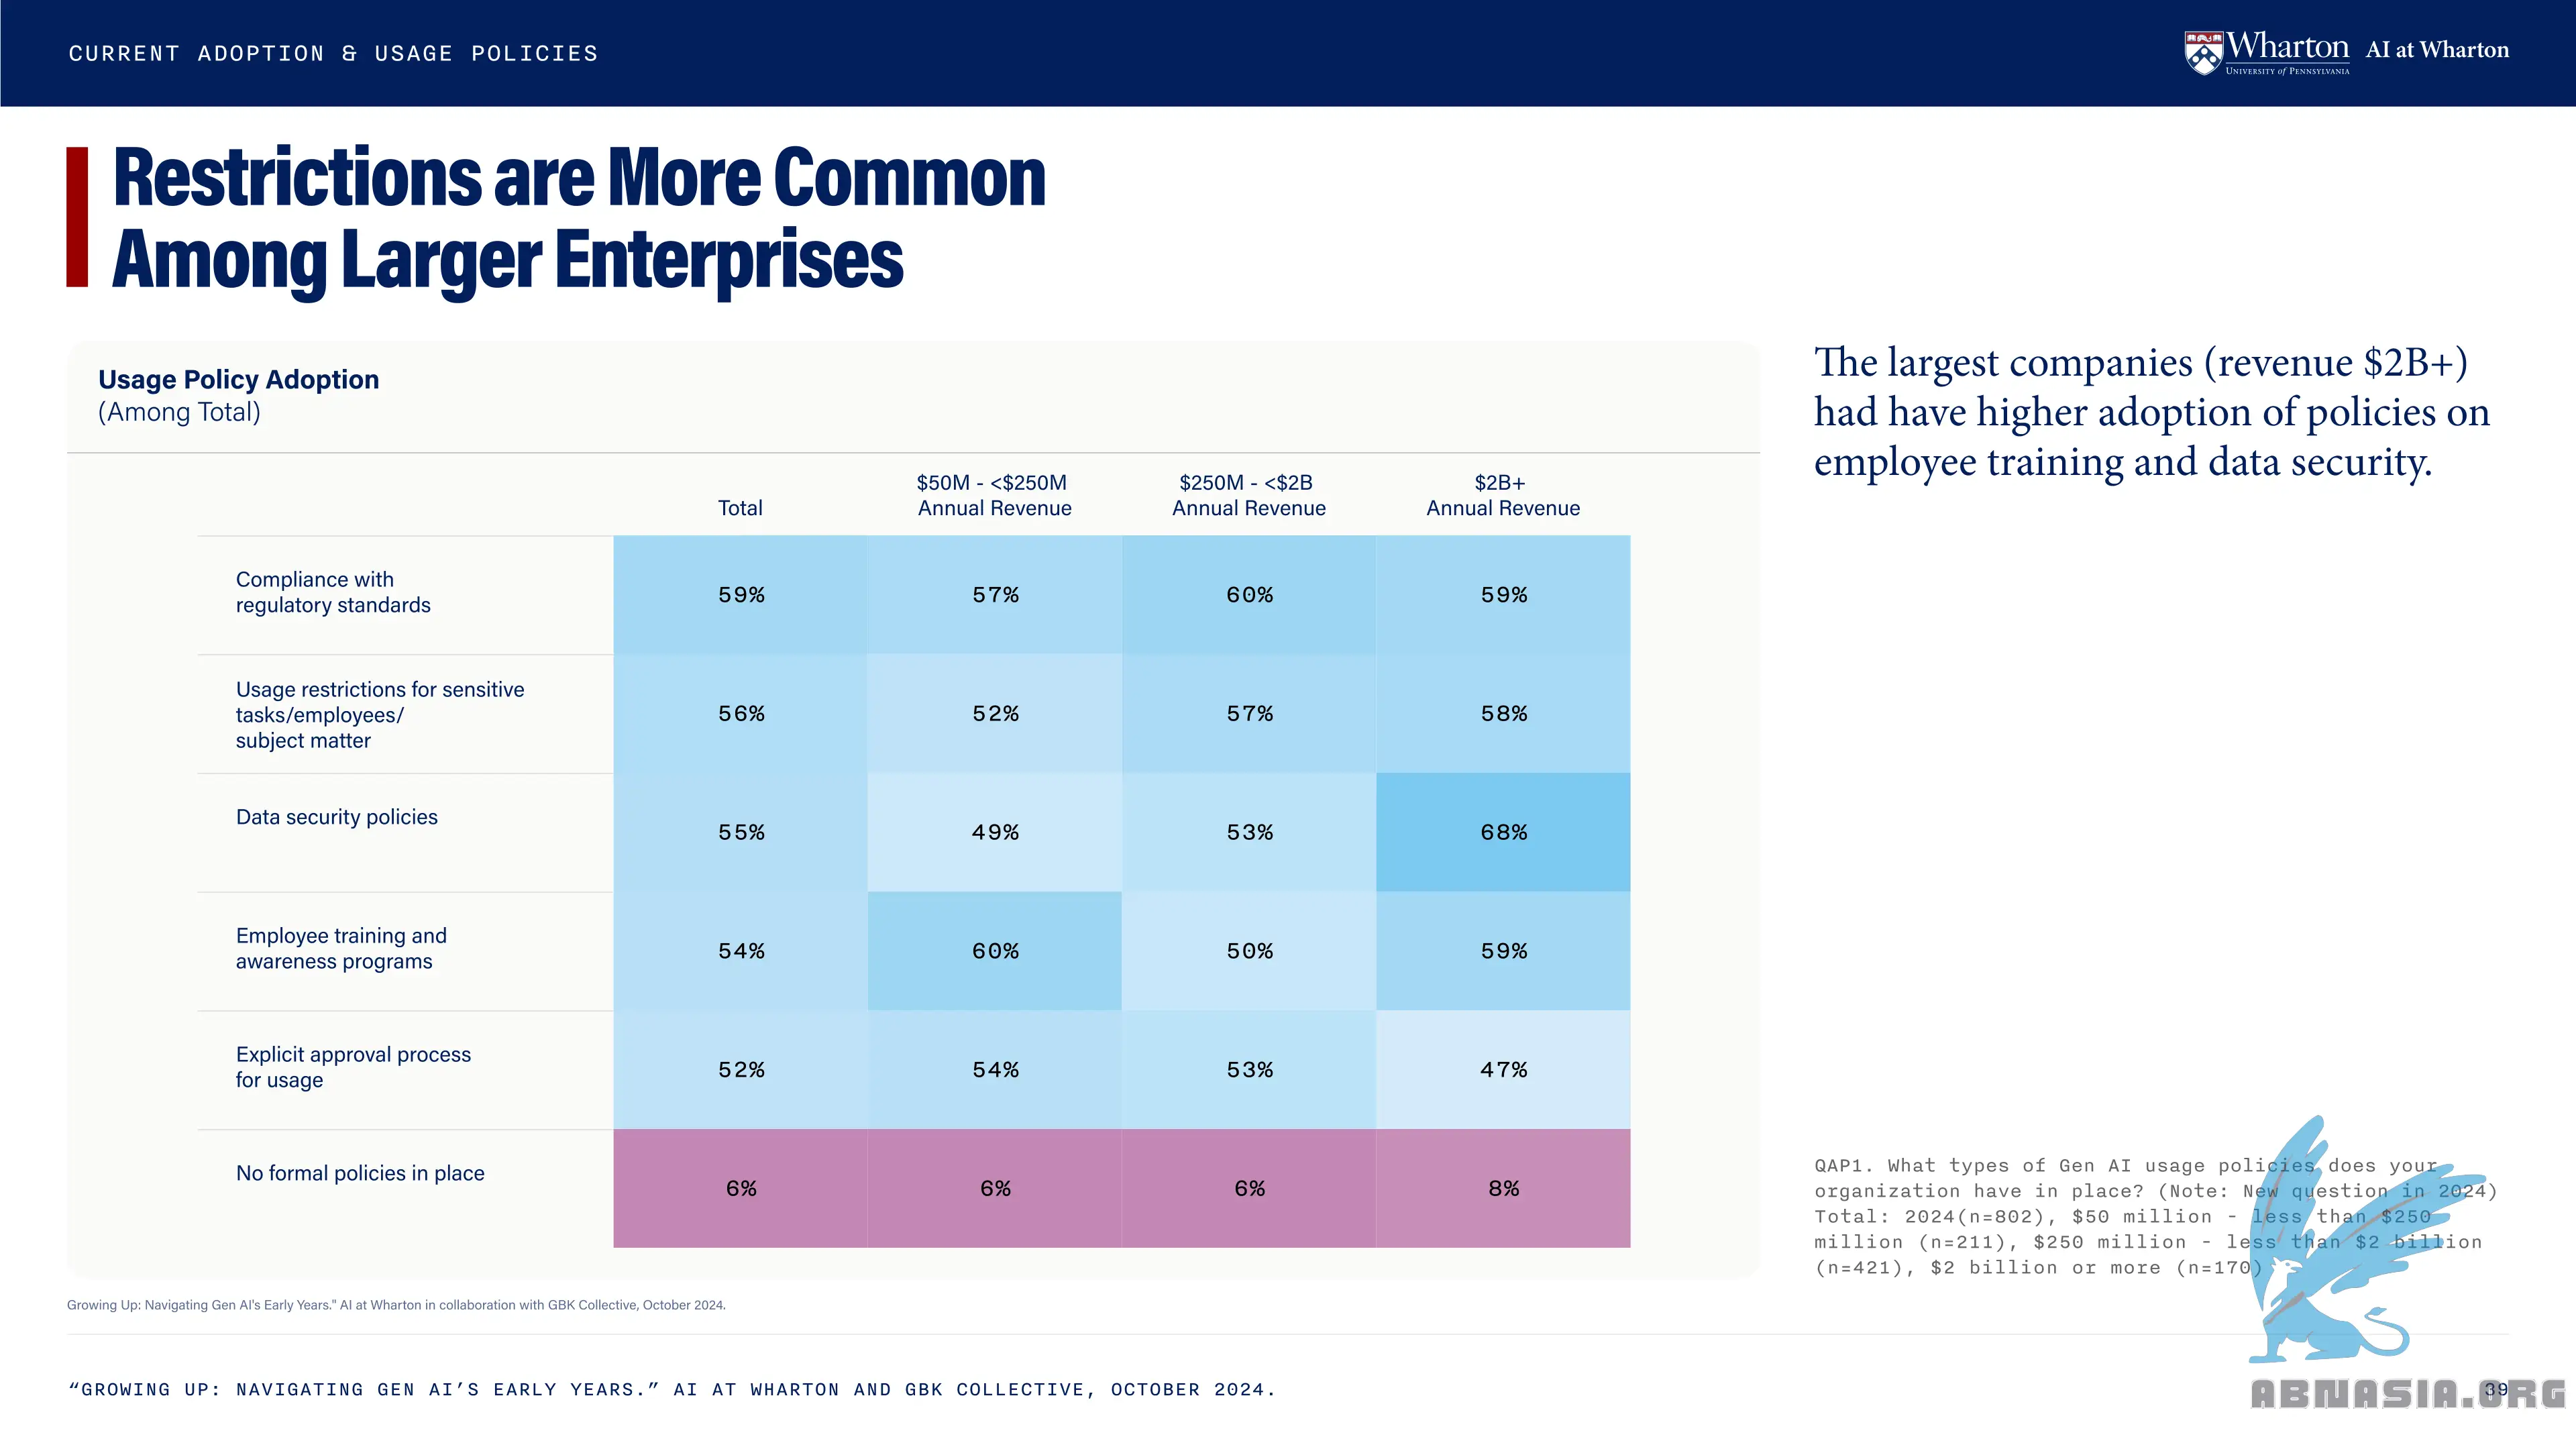 CURRENT ADOPTION & USAGE POLICIES
Wharton
UNIVERSITY of PENNSYLVANIA
AI at Wharton
Restrictions are More Common
Among Larger Enterprises
Usage Policy Adoption
(Among Total)
Total
$50M - <$250M
Annual Revenue
$250M - <$2B
Annual Revenue
$2B+
Annual Revenue
Compliance with
regulatory standards
59% 57% 60% 59%
Usage restrictions for sensitive
tasks/employees/
subject matter
56% 52% 57% 58%
Data security policies
55% 49% 53% 68%
Employee training and
awareness programs
54% 60% 50% 59%
Explicit approval process
for usage
52% 54% 53% 47%
No formal policies in place
6% 6% 6% 8%
The largest companies (revenue $2B+)
had have higher adoption of policies on
employee training and data security.
QAP1. What types of Gen AI usage policies does your
organization have in place? (Note: New question in 2024)
Total: 2024(n=802), $50 million - less than $250
million (n=211), $250 million - less than $2 billion
(n=421), $2 billion or more (n=170)
Growing Up: Navigating Gen AI's Early Years." AI at Wharton in collaboration with GBK Collective, October 2024.
“GROWING UP: NAVIGATING GEN AI’S EARLY YEARS.” AI AT WHARTON AND GBK COLLECTIVE, OCTOBER 2024.
39
ABNASIA.ORG